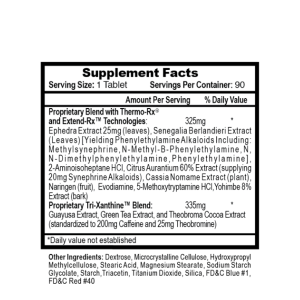 Supplement Facts
Serving Size: 1 Tablet Servings Per Container: 90
Amount Per Serving % Daily Value
Proprietary Blend with Thermo-Rx®
and Extend-Rx™ Technologies: 325mg *
Ephedra Extract 25mg (leaves), Senegalia Berlandieri Extract
(Leaves) [Yielding Phenylethylamine Alkaloids Including:
Methylsynephrine, N-Methyl-B-Phenylethylamine, N,
N-Dimethylphenylethylamine, Phenylethylamine],
2-Aminoisoheptane HCl, Citrus Aurantium 60% Extract (supplying
20mg Synephrine Alkaloids), Cassia Nomame Extract (plant),
Naringen (fruit), Evodiamine, 5-Methoxytryptamine HCl, Yohimbe 8%
Extract (bark)
Proprietary Tri-Xanthine™ Blend: 335mg *
Guayusa Extract, Green Tea Extract, and Theobroma Cocoa Extract
(standardized to 200mg Caffeine and 25mg Theobromine)
*Daily value not established
Other Ingredients: Dextrose, Microcrystalline Cellulose, Hydroxypropyl
Methylcellulose, Stearic Acid, Magnesium Stearate, Sodium Starch
Glycolate, Starch, Triacetin, Titanium Dioxide, Silica, FD&C Blue #1,
FD&C Red #40